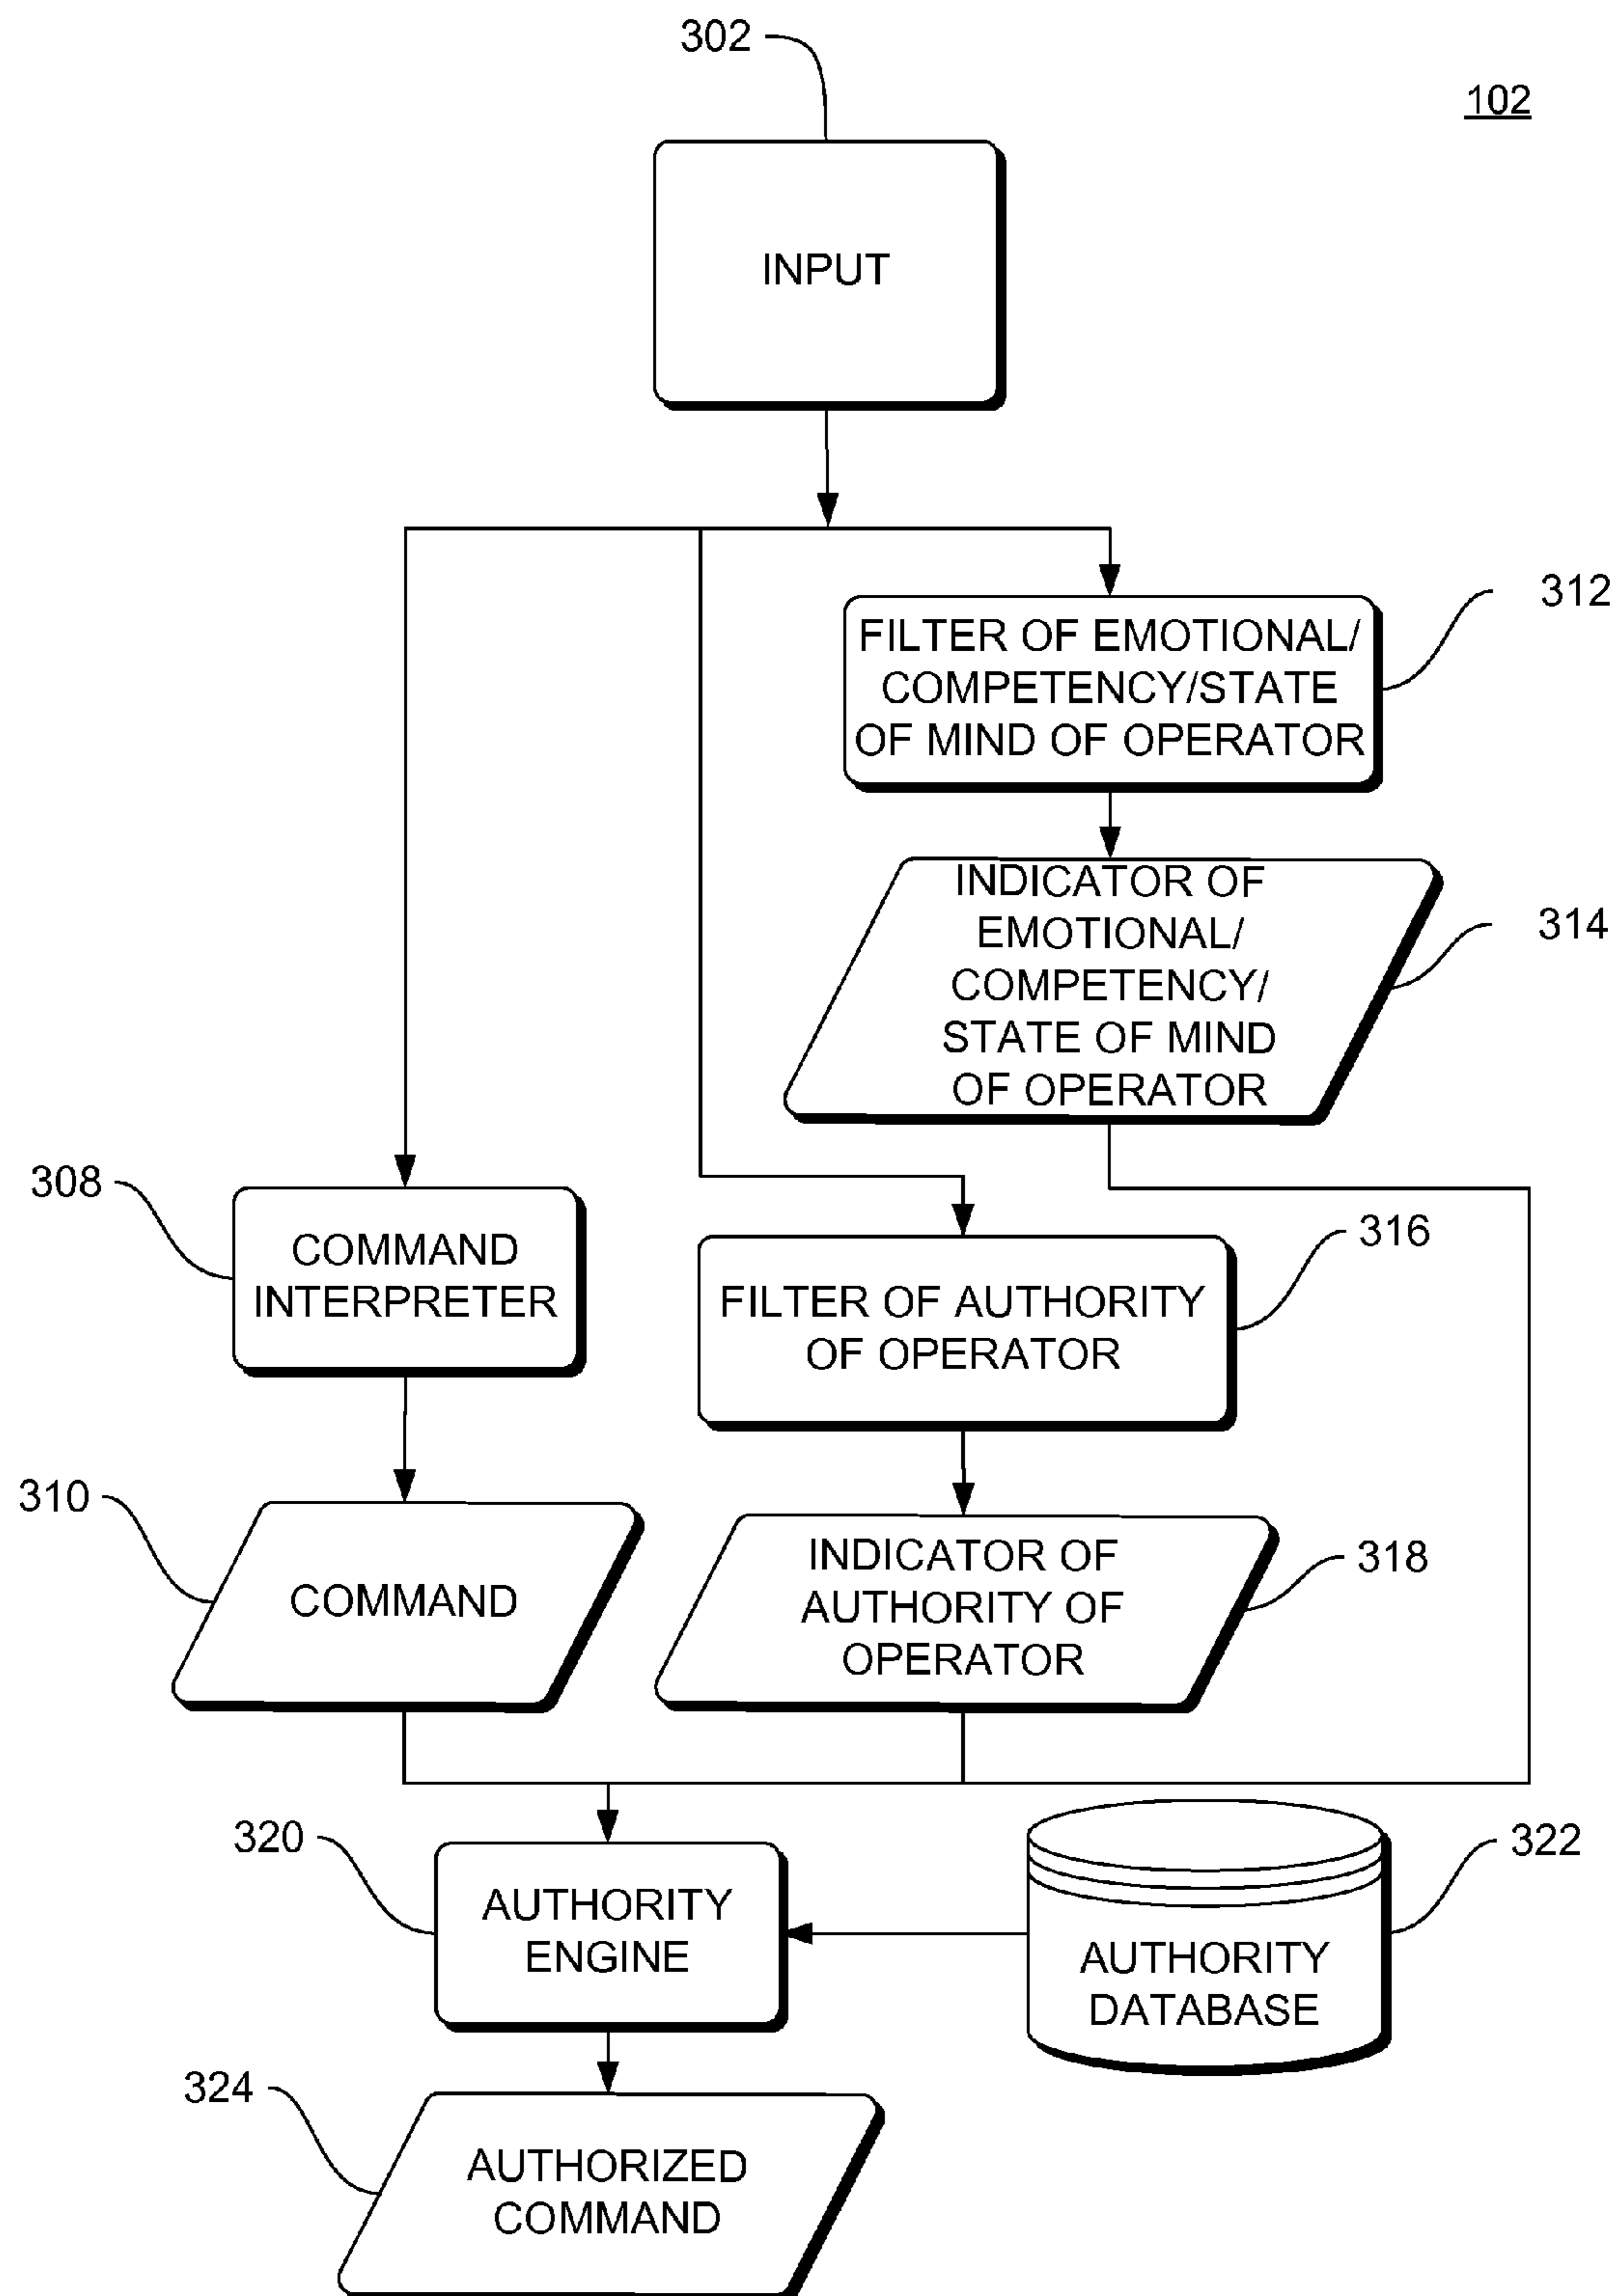 302
102
INPUT
312
FILTER OF EMOTIONAL/
COMPETENCY/STATE
OF MIND OF OPERATOR
INDICATOR OF
EMOTIONAL/
COMPETENCY/
STATE OF MIND
OF OPERATOR
314
308
COMMAND
INTERPRETER
316
FILTER OF AUTHORITY
OF OPERATOR
310
COMMAND
INDICATOR OF
AUTHORITY OF
OPERATOR
318
320
AUTHORITY
ENGINE
322
AUTHORITY
DATABASE
324
AUTHORIZED
COMMAND